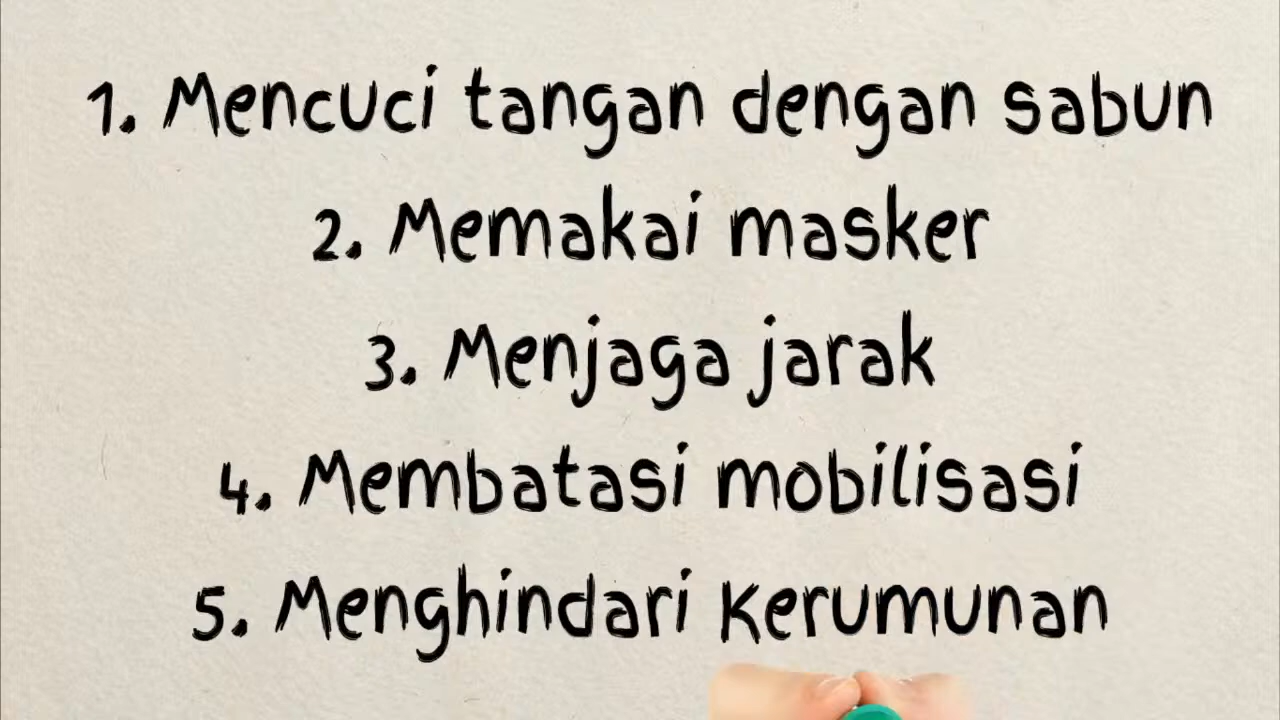 1. Mencuci tangan dengan sabun
2. Memakai masker
3. Menjaga jarak
4. Membatasi mobilisasi
5. Menghindari kerumunan